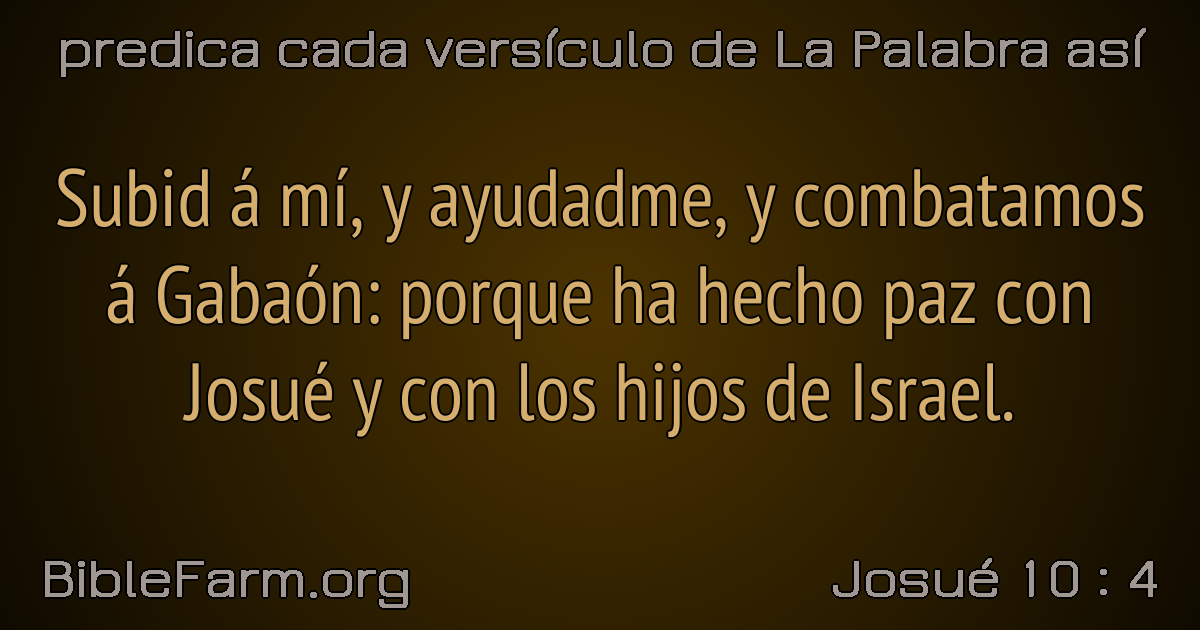 predica cada versículo de La Palabra así
Subid á mí, y ayudadme, y combatamos
á Gabaón: porque ha hecho paz con
Josué y con los hijos de Israel.
BibleFarm.org
Josué 10 : 4